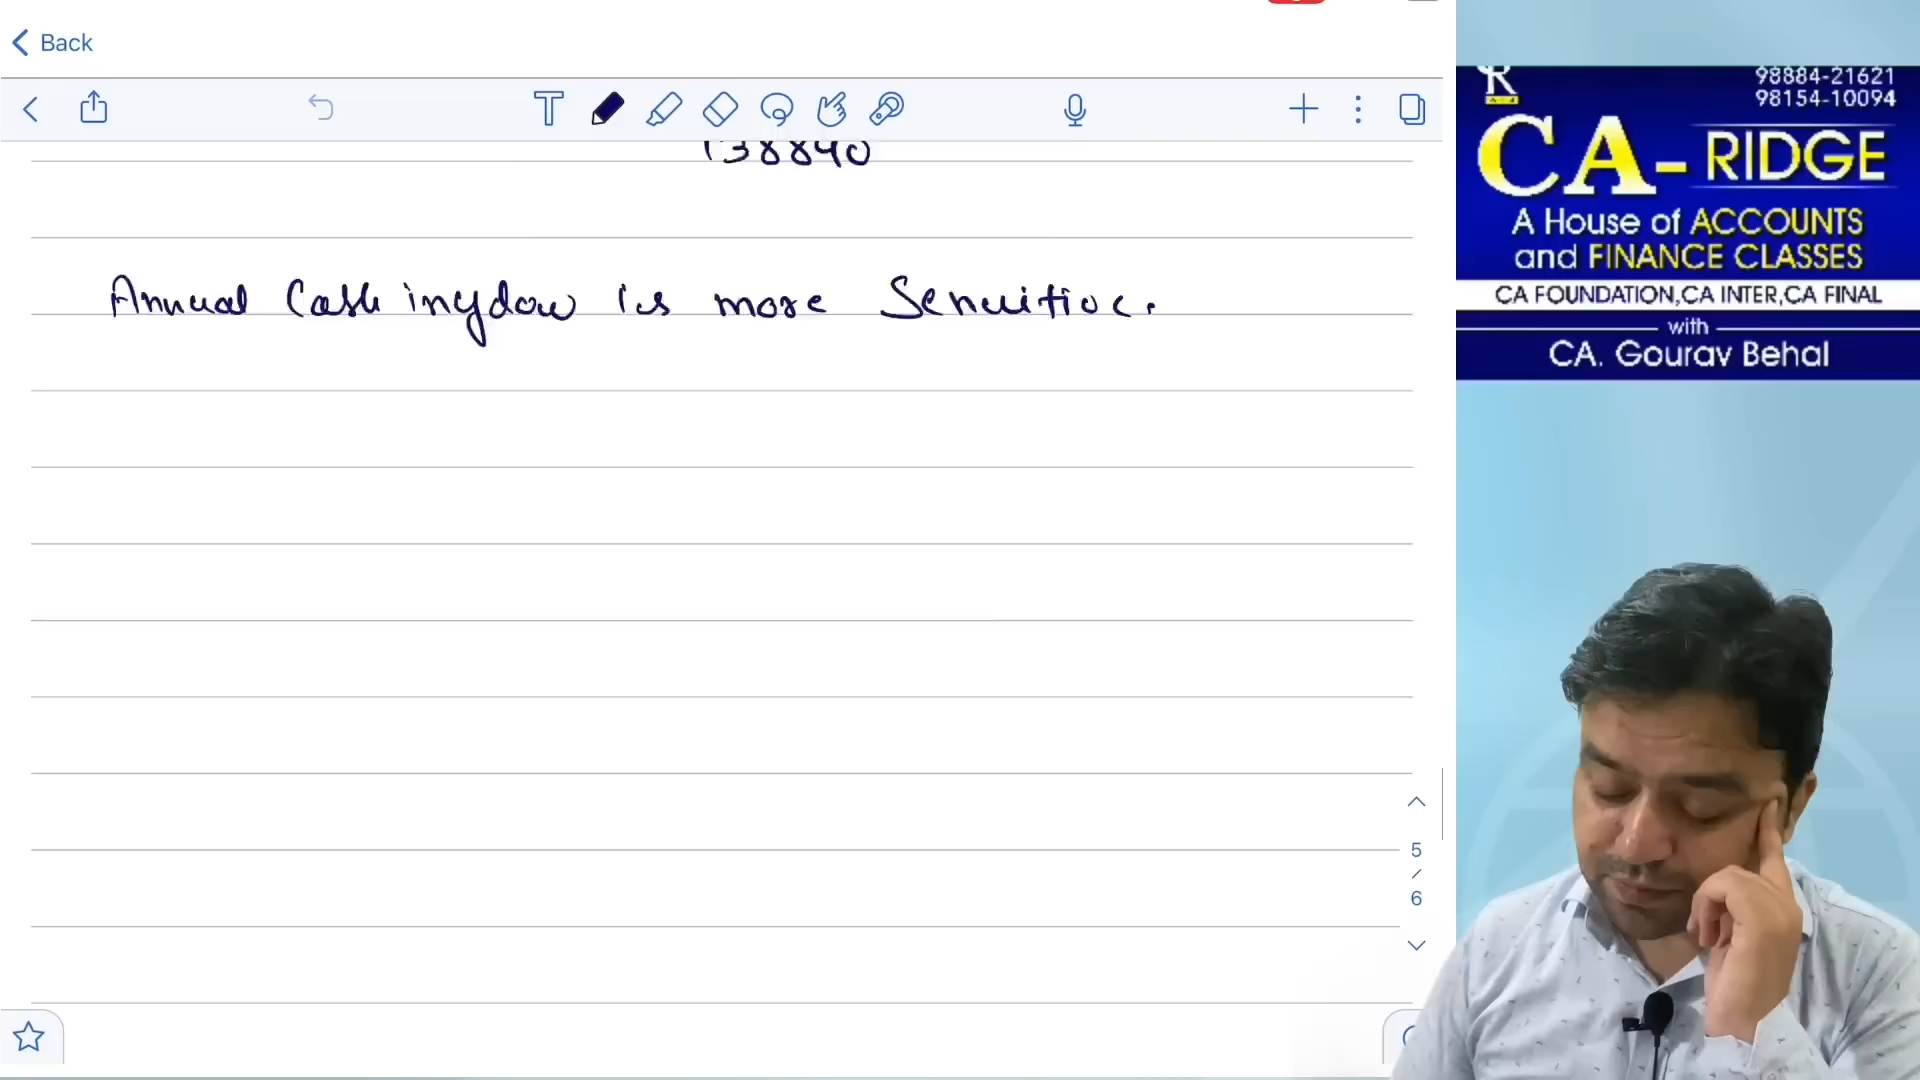 Back
T
138840
Annual Cash inflow is more Sensitive.
5
6
R
98884-21621
98154-10094
CA-RIDGE
A House of ACCOUNTS
and FINANCE CLASSES
CA FOUNDATION,CA INTER,CA FINAL
with
CA. Gourav Behal